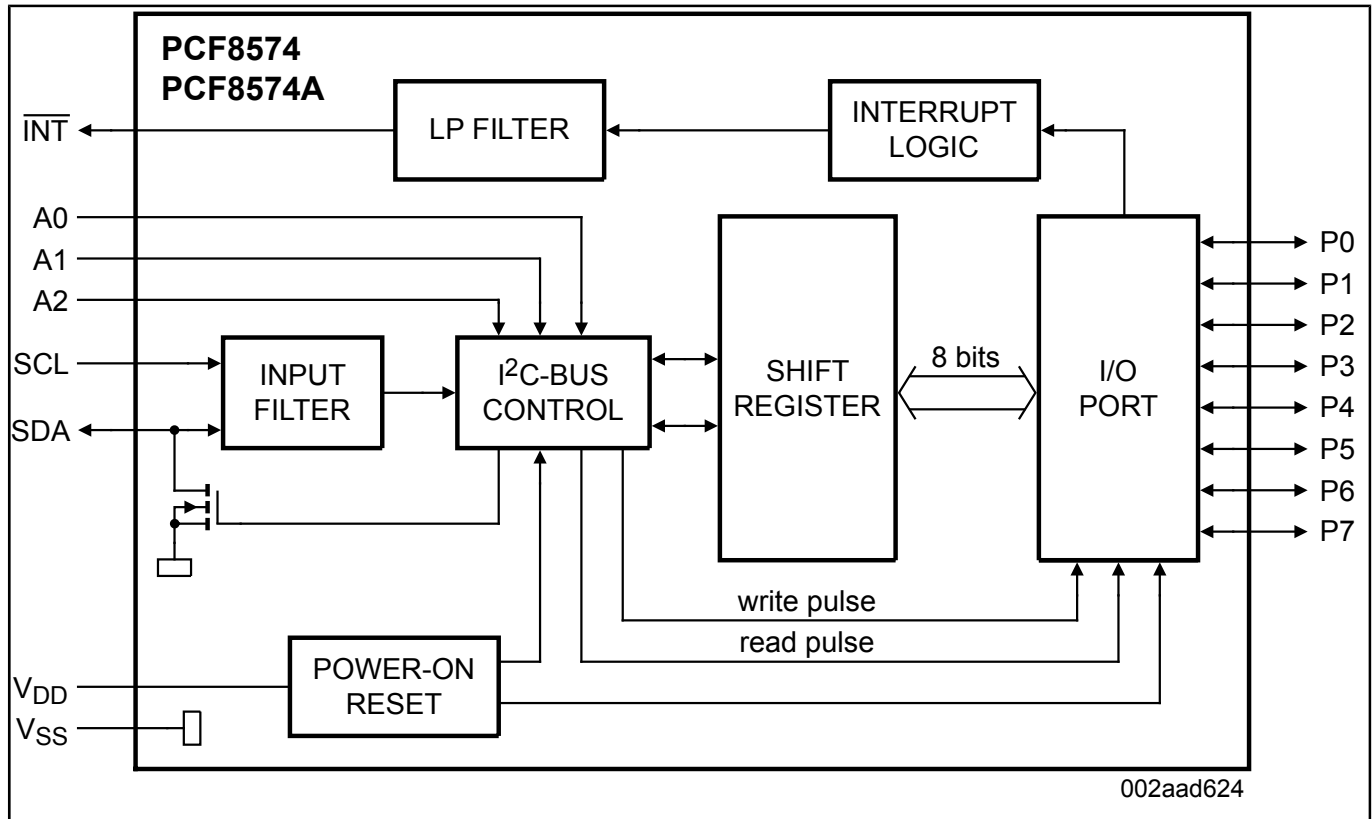 PCF8574
PCF8574A
INT
LP FILTER
INTERRUPT
LOGIC
A0
A1
A2
SCL
SDA
INPUT
FILTER
I²C-BUS
CONTROL
SHIFT
REGISTER
8 bits
I/O
PORT
P0
P1
P2
P3
P4
P5
P6
P7
write pulse
read pulse
POWER-ON
RESET
VDD
VSS
002aad624